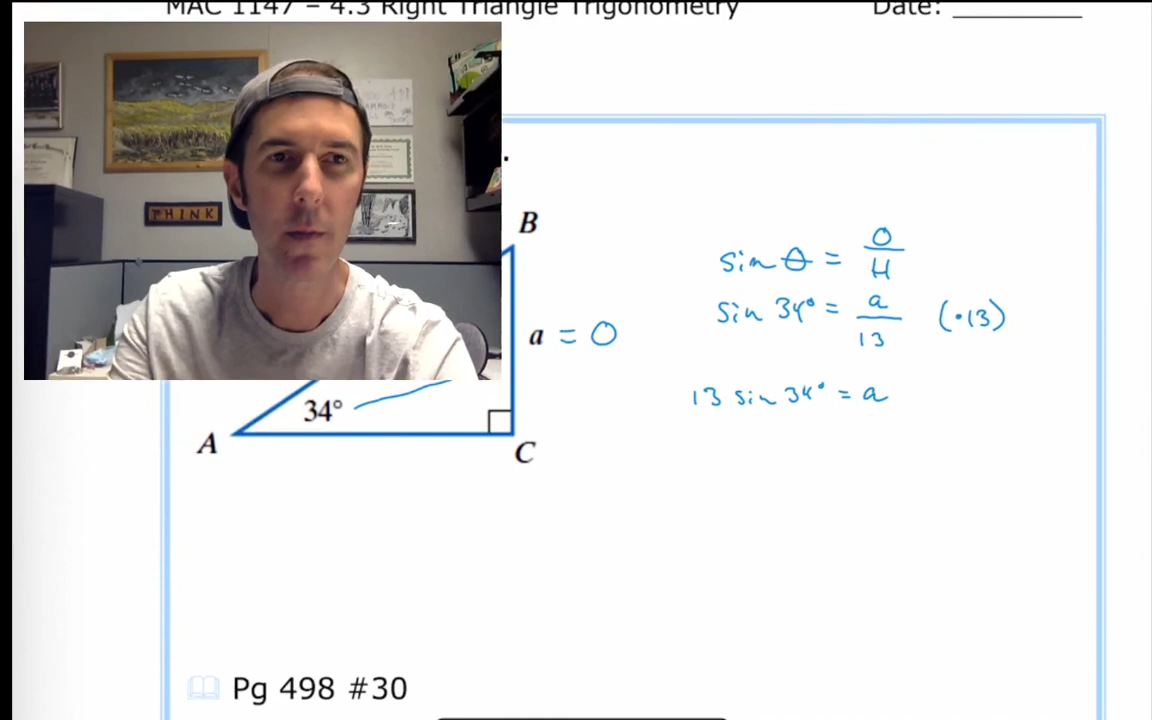 MAC 1147 – 4.3 Right Triangle Trigonometry Date: ________
THINK
B
sin θ = O/H
sin 34° = a/13 (·13)
a = O
13 sin 34° = a
34°
A
C
Pg 498 #30